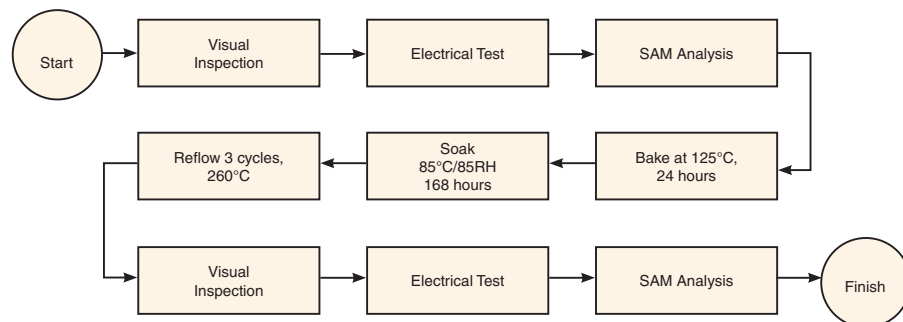 Start
Visual
Inspection
Electrical Test
SAM Analysis
Bake at 125°C,
24 hours
Soak
85°C/85RH
168 hours
Reflow 3 cycles,
260°C
Visual
Inspection
Electrical Test
SAM Analysis
Finish